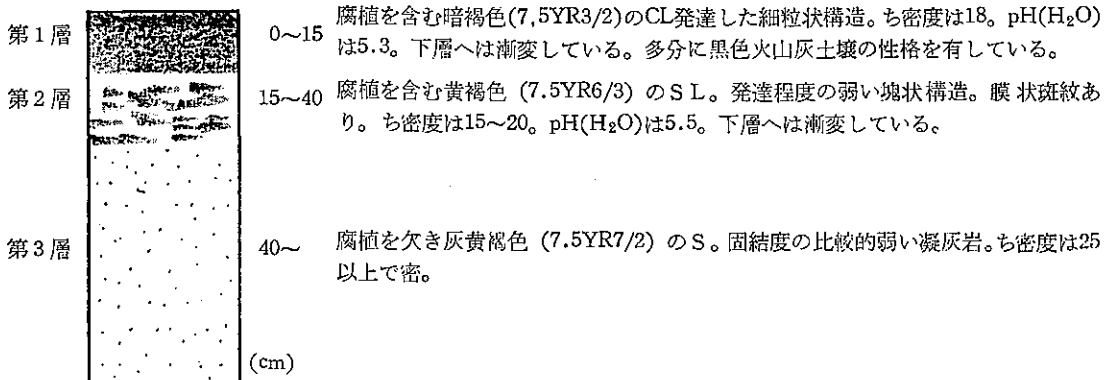 第1層 0〜15 腐植を含む暗褐色(7,5YR3/2)のCL発達した細粒状構造。ち密度は18。pH(H₂O)
は5.3。下層へは漸変している。多分に黒色火山灰土壌の性格を有している。
第2層 15〜40 腐植を含む黄褐色 (7.5YR6/3) のSL。発達程度の弱い塊状構造。膜状斑紋あ
り。ち密度は15〜20。pH(H₂O)は5.5。下層へは漸変している。
第3層 40〜 腐植を欠き灰黄褐色 (7.5YR7/2) のS。固結度の比較的弱い凝灰岩。ち密度は25
以上で密。
(cm)